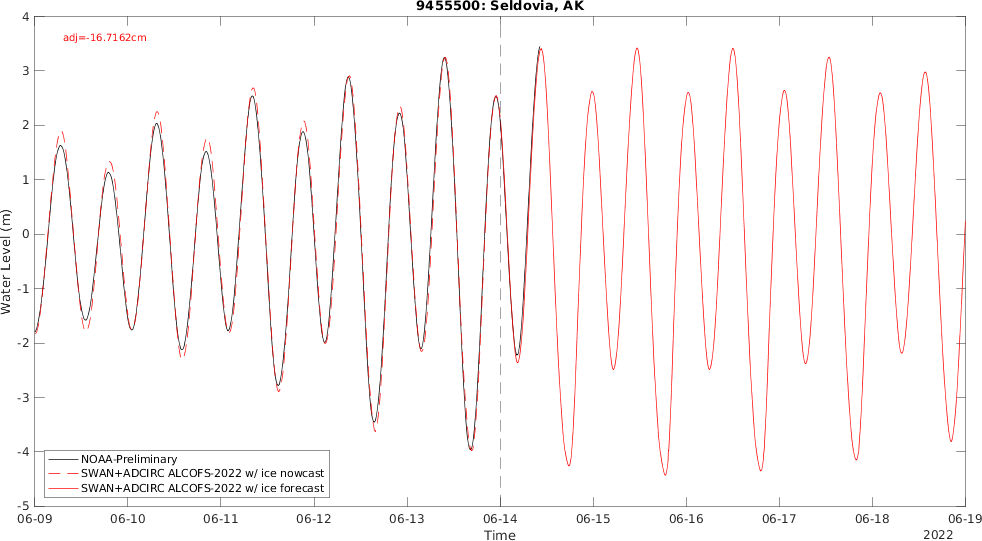 9455500: Seldovia, AK
adj=-16.7162cm
4
3
2
1
0
-1
-2
-3
-4
-5
Water Level (m)
NOAA-Preliminary
SWAN+ADCIRC ALCOFS-2022 w/ ice nowcast
SWAN+ADCIRC ALCOFS-2022 w/ ice forecast
06-09 06-10 06-11 06-12 06-13 06-14 06-15 06-16 06-17 06-18 06-19
Time
2022